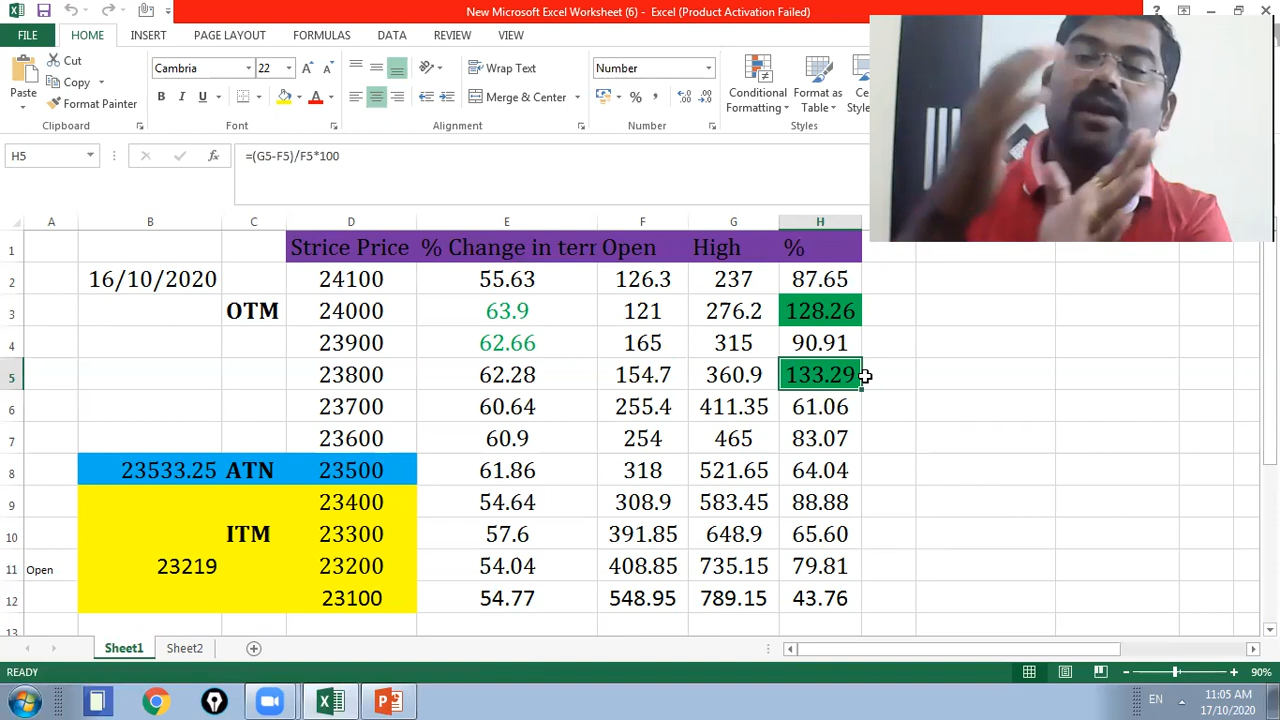 New Microsoft Excel Worksheet (6) - Excel (Product Activation Failed)
FILE HOME INSERT PAGE LAYOUT FORMULAS DATA REVIEW VIEW
Paste
Cut
Copy
Format Painter
Clipboard
Cambria 22
B I U
Font
Wrap Text
Merge & Center
Alignment
Number
Number
Conditional Formatting
Format as Table
Styles
H5 =(G5-F5)/F5*100
A B C D E F G H
1 Strice Price % Change in terr Open High %
2 16/10/2020 24100 55.63 126.3 237 87.65
3 OTM 24000 63.9 121 276.2 128.26
4 23900 62.66 165 315 90.91
5 23800 62.28 154.7 360.9 133.29
6 23700 60.64 255.4 411.35 61.06
7 23600 60.9 254 465 83.07
8 23533.25 ATN 23500 61.86 318 521.65 64.04
9 23400 54.64 308.9 583.45 88.88
10 ITM 23300 57.6 391.85 648.9 65.60
11 Open 23219 23200 54.04 408.85 735.15 79.81
12 23100 54.77 548.95 789.15 43.76
13
Sheet1 Sheet2
READY 90%
EN 11:05 AM
17/10/2020